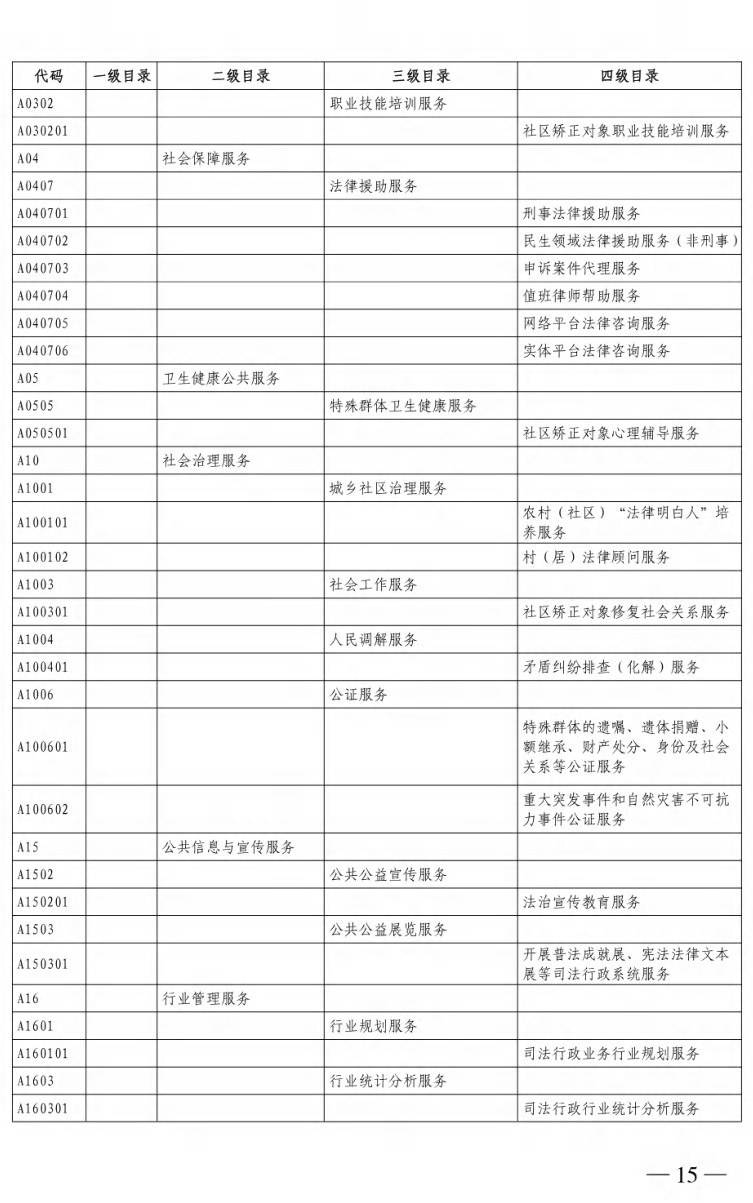 代码 一级目录 二级目录 三级目录 四级目录
A0302 职业技能培训服务
A030201 社区矫正对象职业技能培训服务
A04 社会保障服务
A0407 法律援助服务
A040701 刑事法律援助服务
A040702 民生领域法律援助服务（非刑事）
A040703 申诉案件代理服务
A040704 值班律师帮助服务
A040705 网络平台法律咨询服务
A040706 实体平台法律咨询服务
A05 卫生健康公共服务
A0505 特殊群体卫生健康服务
A050501 社区矫正对象心理辅导服务
A10 社会治理服务
A1001 城乡社区治理服务
A100101 农村（社区）“法律明白人”培
养服务
A100102 村（居）法律顾问服务
A1003 社会工作服务
A100301 社区矫正对象修复社会关系服务
A1004 人民调解服务
A100401 矛盾纠纷排查（化解）服务
A1006 公证服务
A100601 特殊群体的遗嘱、遗体捐赠、小
额继承、财产处分、身份及社会
关系等公证服务
A100602 重大突发事件和自然灾害不可抗
力事件公证服务
A15 公共信息与宣传服务
A1502 公共公益宣传服务
A150201 法治宣传教育服务
A1503 公共公益展览服务
A150301 开展普法成就展、宪法法律文本
展等司法行政系统服务
A16 行业管理服务
A1601 行业规划服务
A160101 司法行政业务行业规划服务
A1603 行业统计分析服务
A160301 司法行政行业统计分析服务
— 15 —